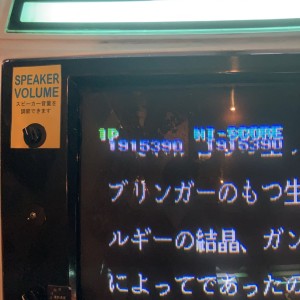 SPEAKER
VOLUME
スピーカー音量を
調節できます
1P HI-SCORE
1915390 1915390
ブリンガーのもつ生
ルギーの結晶、ガン
によってであったの